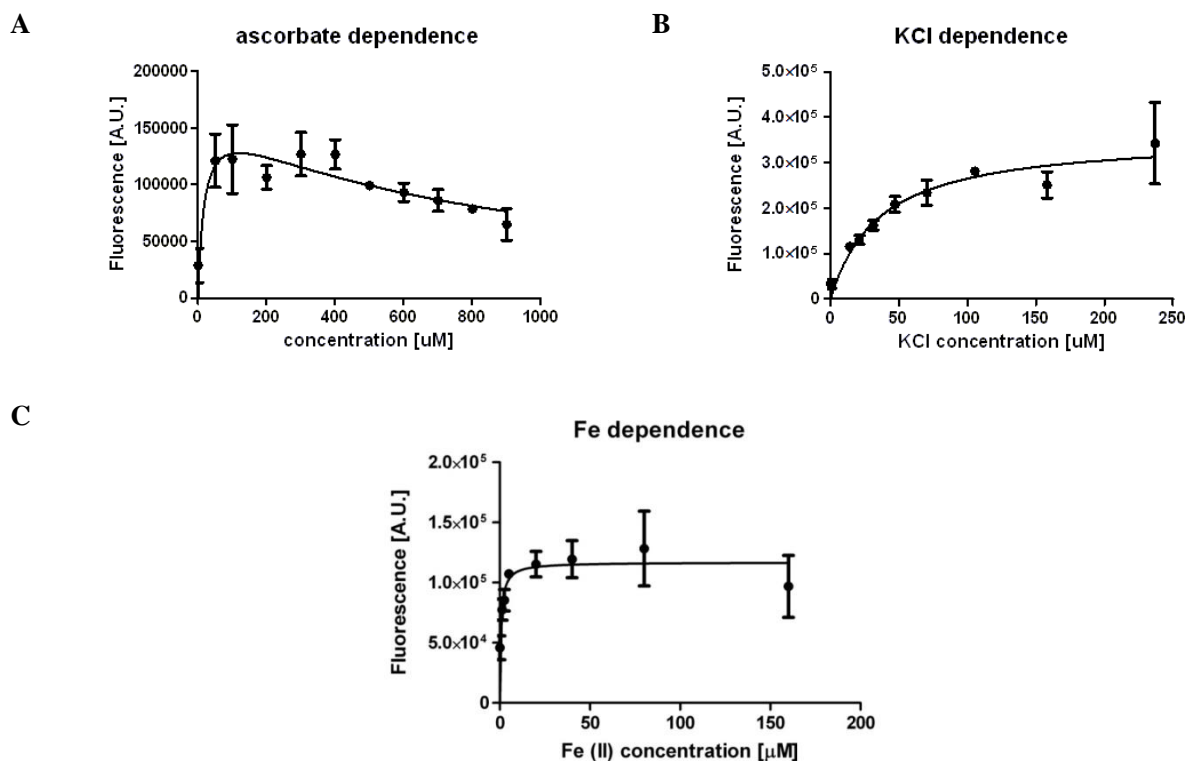 A
ascorbate dependence
200000
150000
100000
50000
0
Fluorescence [A.U.]
0 200 400 600 800 1000
concentration [uM]
B
KCl dependence
5.0×10⁵
4.0×10⁵
3.0×10⁵
2.0×10⁵
1.0×10⁵
0
Fluorescence [A.U.]
0 50 100 150 200 250
KCl concentration [uM]
C
Fe dependence
2.0×10⁵
1.5×10⁵
1.0×10⁵
5.0×10⁴
0
Fluorescence [A.U.]
0 50 100 150 200
Fe (II) concentration [µM]